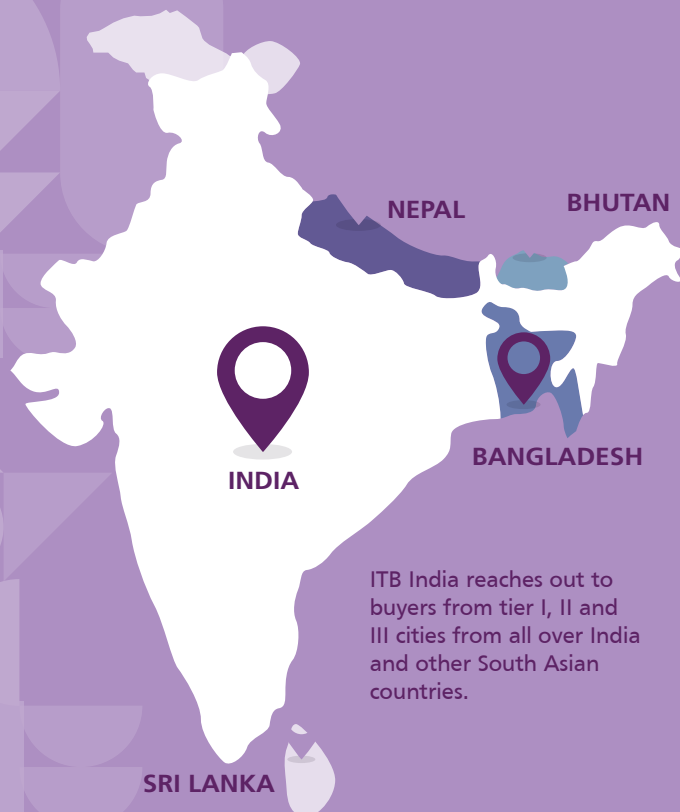 NEPAL
BHUTAN
INDIA
BANGLADESH
ITB India reaches out to
buyers from tier I, II and
III cities from all over India
and other South Asian
countries.
SRI LANKA